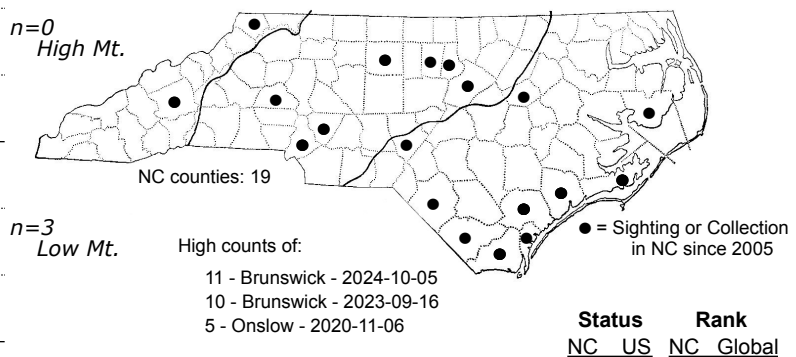 n=0
High Mt.
NC counties: 19
n=3
Low Mt.
High counts of:
● = Sighting or Collection
in NC since 2005
11 - Brunswick - 2024-10-05
10 - Brunswick - 2023-09-16
5 - Onslow - 2020-11-06
Status Rank
NC US NC Global